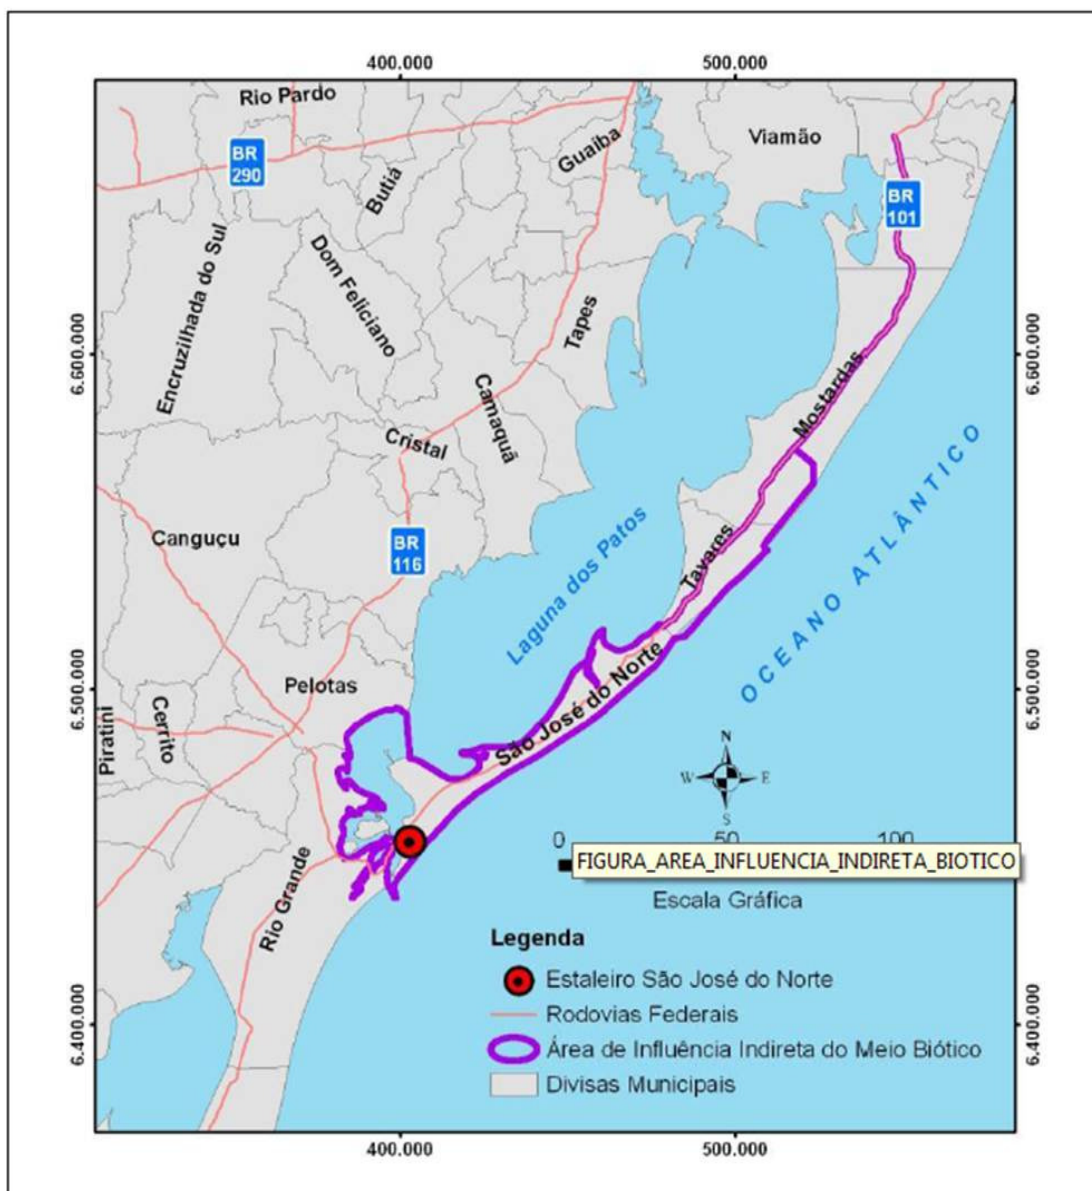 400.000
500.000
Rio Pardo
BR
290
Butiá
Guaíba
Viamão
BR
101
Encruzilhada do Sul
Dom Feliciano
Tapes
6.600.000
6.600.000
Mostardas
Camaquã
Cristal
OCEANO ATLÂNTICO
Canguçu
BR
116
Laguna dos Patos
Tavares
6.500.000
6.500.000
Pelotas
São José do Norte
Piratini
Cerrito
N
W
E
S
0
50
100
FIGURA_AREA_INFLUENCIA_INDIRETA_BIOTICO
Escala Gráfica
Rio Grande
Legenda
Estaleiro São José do Norte
Rodovias Federais
6.400.000
6.400.000
Área de Influência Indireta do Meio Biótico
Divisas Municipais
400.000
500.000